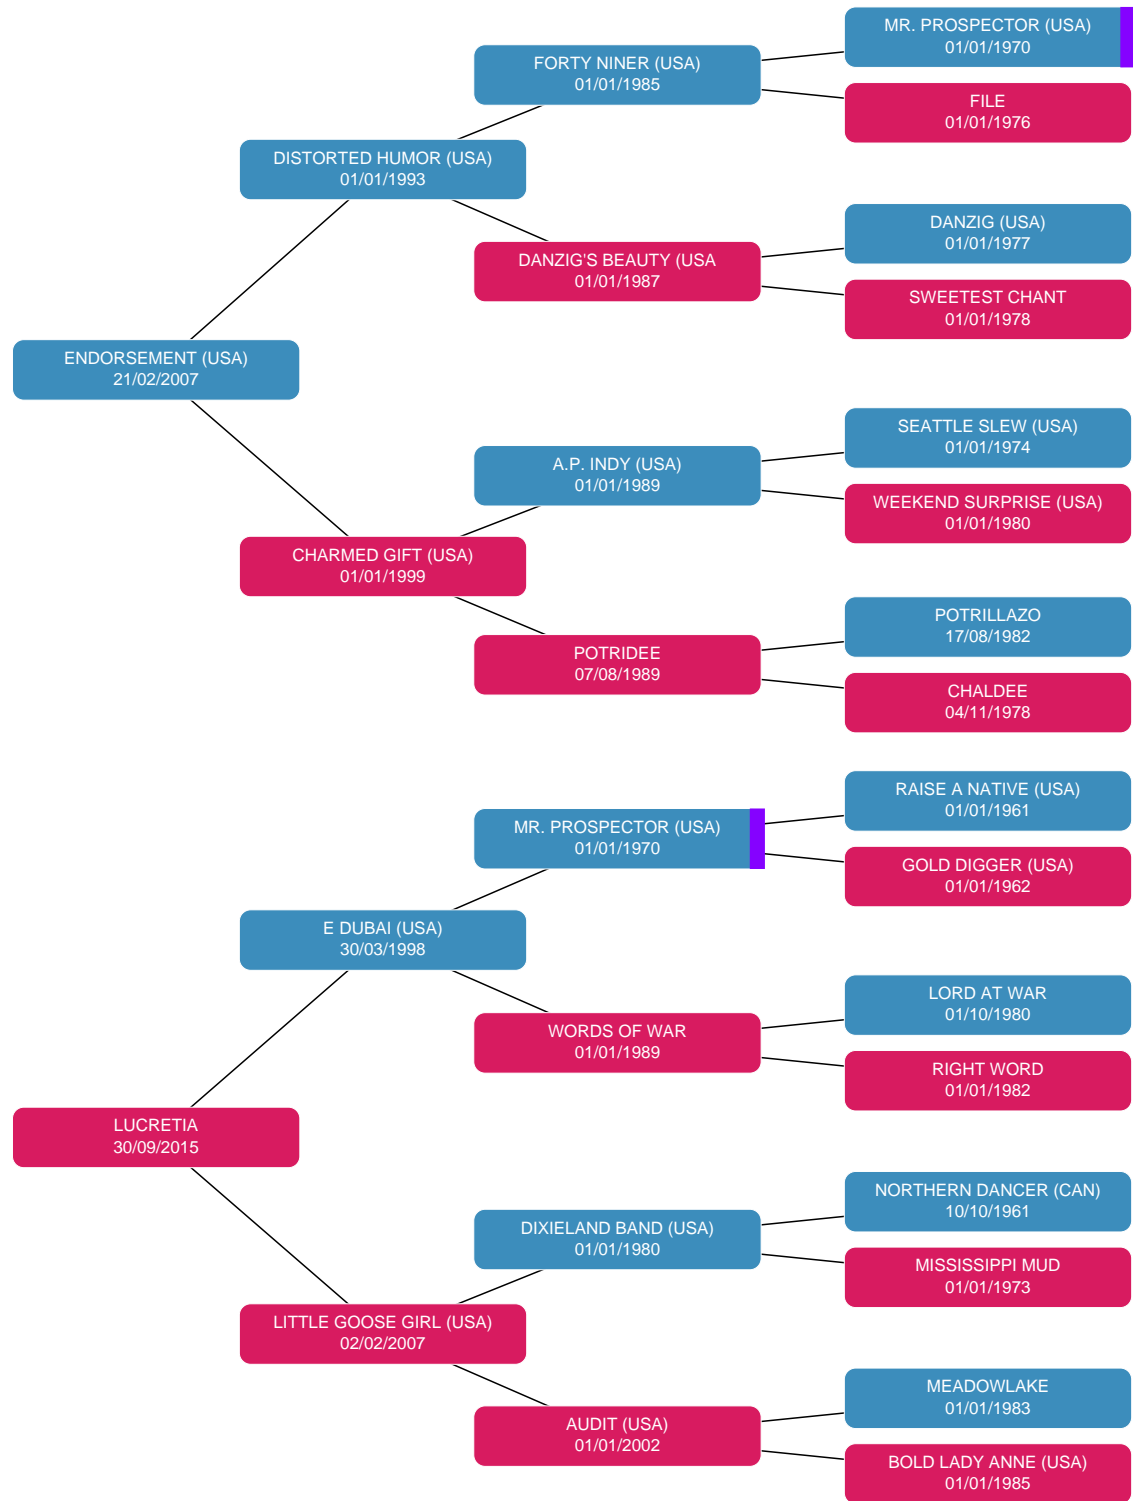 MR. PROSPECTOR (USA)
01/01/1970
FORTY NINER (USA)
01/01/1985
FILE
01/01/1976
DISTORTED HUMOR (USA)
01/01/1993
DANZIG (USA)
01/01/1977
DANZIG'S BEAUTY (USA
01/01/1987
SWEETEST CHANT
01/01/1978
ENDORSEMENT (USA)
21/02/2007
SEATTLE SLEW (USA)
01/01/1974
A.P. INDY (USA)
01/01/1989
WEEKEND SURPRISE (USA)
01/01/1980
CHARMED GIFT (USA)
01/01/1999
POTRILLAZO
17/08/1982
POTRIDEE
07/08/1989
CHALDEE
04/11/1978
RAISE A NATIVE (USA)
01/01/1961
MR. PROSPECTOR (USA)
01/01/1970
GOLD DIGGER (USA)
01/01/1962
E DUBAI (USA)
30/03/1998
LORD AT WAR
01/10/1980
WORDS OF WAR
01/01/1989
RIGHT WORD
01/01/1982
LUCRETIA
30/09/2015
NORTHERN DANCER (CAN)
10/10/1961
DIXIELAND BAND (USA)
01/01/1980
MISSISSIPPI MUD
01/01/1973
LITTLE GOOSE GIRL (USA)
02/02/2007
MEADOWLAKE
01/01/1983
AUDIT (USA)
01/01/2002
BOLD LADY ANNE (USA)
01/01/1985